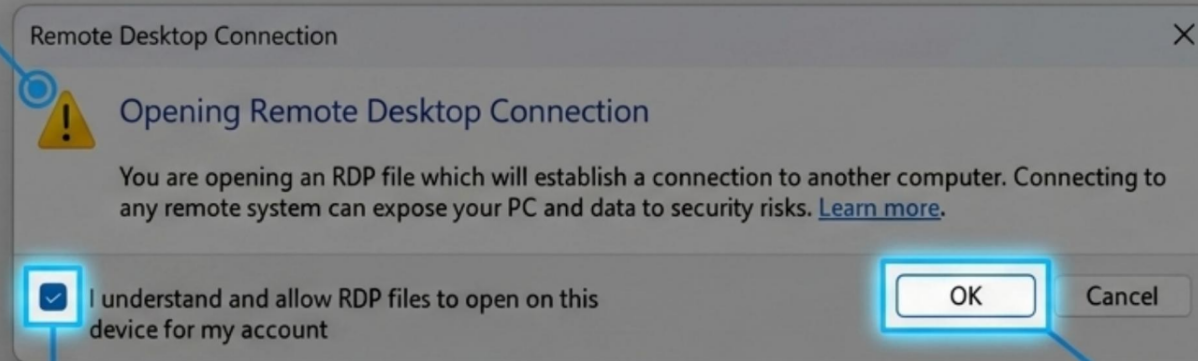 Remote Desktop Connection
Opening Remote Desktop Connection
You are opening an RDP file which will establish a connection to another computer. Connecting to
any remote system can expose your PC and data to security risks. Learn more.
I understand and allow RDP files to open on this
device for my account
OK
Cancel